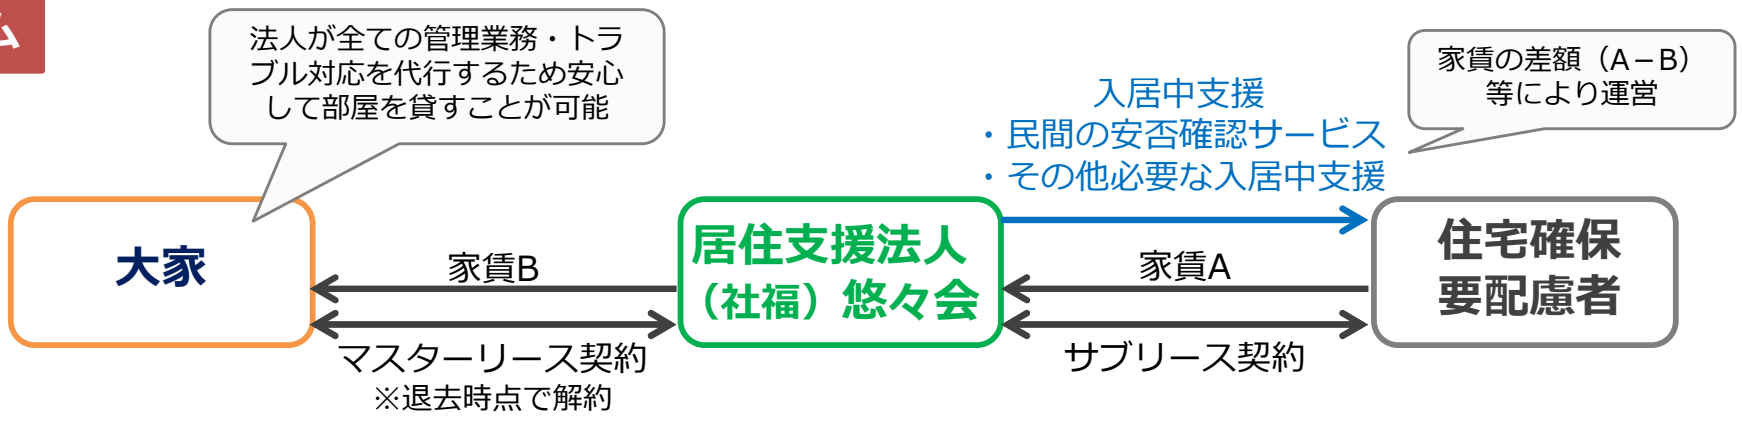 ム
法人が全ての管理業務・トラ
ブル対応を代行するため安心
して部屋を貸すことが可能
家賃の差額（A－B）
等により運営
入居中支援
・民間の安否確認サービス
・その他必要な入居中支援
大家
家賃B
マスターリース契約
※退去時点で解約
居住支援法人
（社福）悠々会
家賃A
サブリース契約
住宅確保
要配慮者